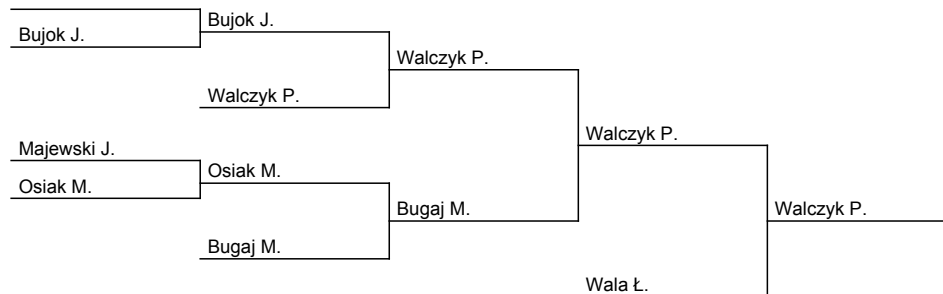 Bujok J.
Bujok J.
Walczyk P.
Walczyk P.
Walczyk P.
Majewski J.
Osiak M.
Osiak M.
Bugaj M.
Walczyk P.
Bugaj M.
Wala Ł.